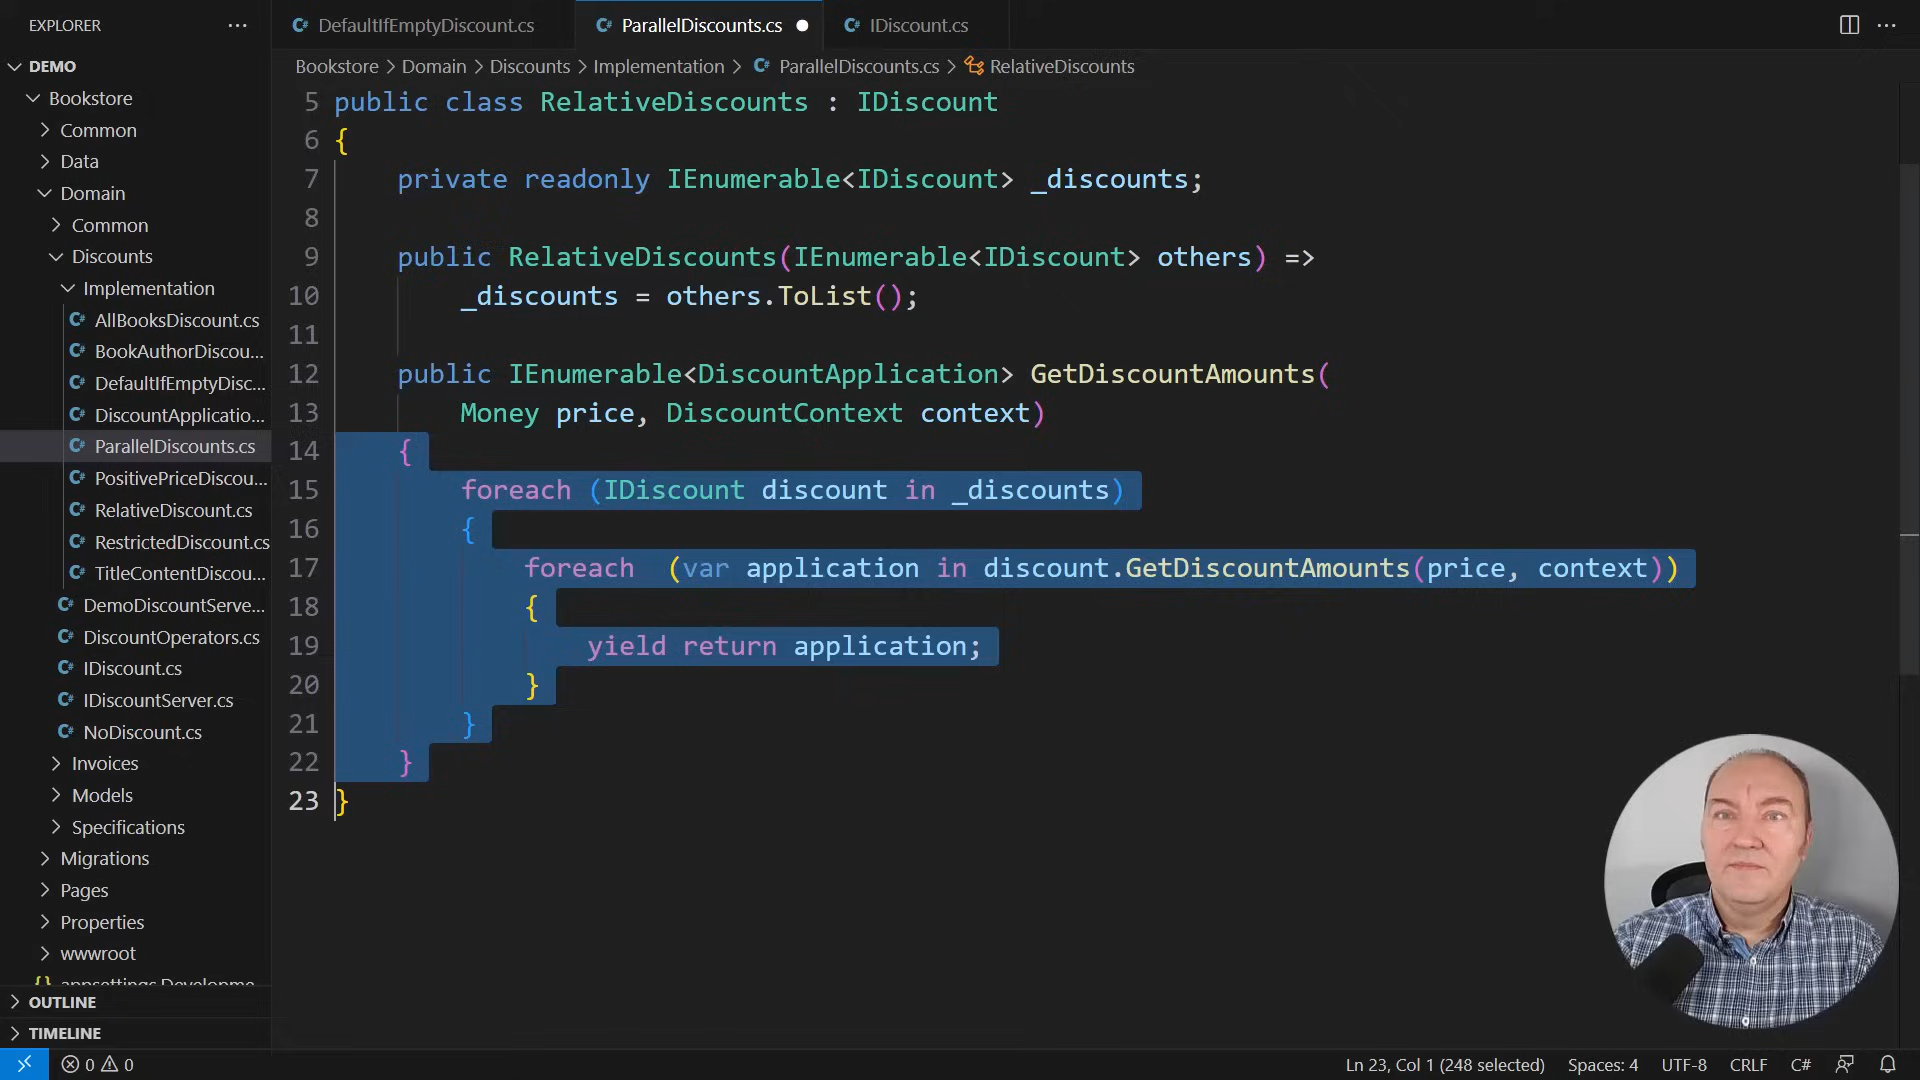 EXPLORER
DEMO
Bookstore
Common
Data
Domain
Common
Discounts
Implementation
AllBooksDiscount.cs
BookAuthorDiscou...
DefaultIfEmptyDisc...
DiscountApplicatio...
ParallelDiscounts.cs
PositivePriceDiscou...
RelativeDiscount.cs
RestrictedDiscount.cs
TitleContentDiscou...
DemoDiscountServe...
DiscountOperators.cs
IDiscount.cs
IDiscountServer.cs
NoDiscount.cs
Invoices
Models
Specifications
Migrations
Pages
Properties
wwwroot
{} appsettings.Developme...
OUTLINE
TIMELINE
DefaultIfEmptyDiscount.cs ParallelDiscounts.cs IDiscount.cs
Bookstore > Domain > Discounts > Implementation > ParallelDiscounts.cs > RelativeDiscounts
5 public class RelativeDiscounts : IDiscount
6 {
7 private readonly IEnumerable<IDiscount> _discounts;
8
9 public RelativeDiscounts(IEnumerable<IDiscount> others) =>
10 _discounts = others.ToList();
11
12 public IEnumerable<DiscountApplication> GetDiscountAmounts(
13 Money price, DiscountContext context)
14 {
15 foreach (IDiscount discount in _discounts)
16 {
17 foreach (var application in discount.GetDiscountAmounts(price, context))
18 {
19 yield return application;
20 }
21 }
22 }
23 }
0 0
Ln 23, Col 1 (248 selected) Spaces: 4 UTF-8 CRLF C#